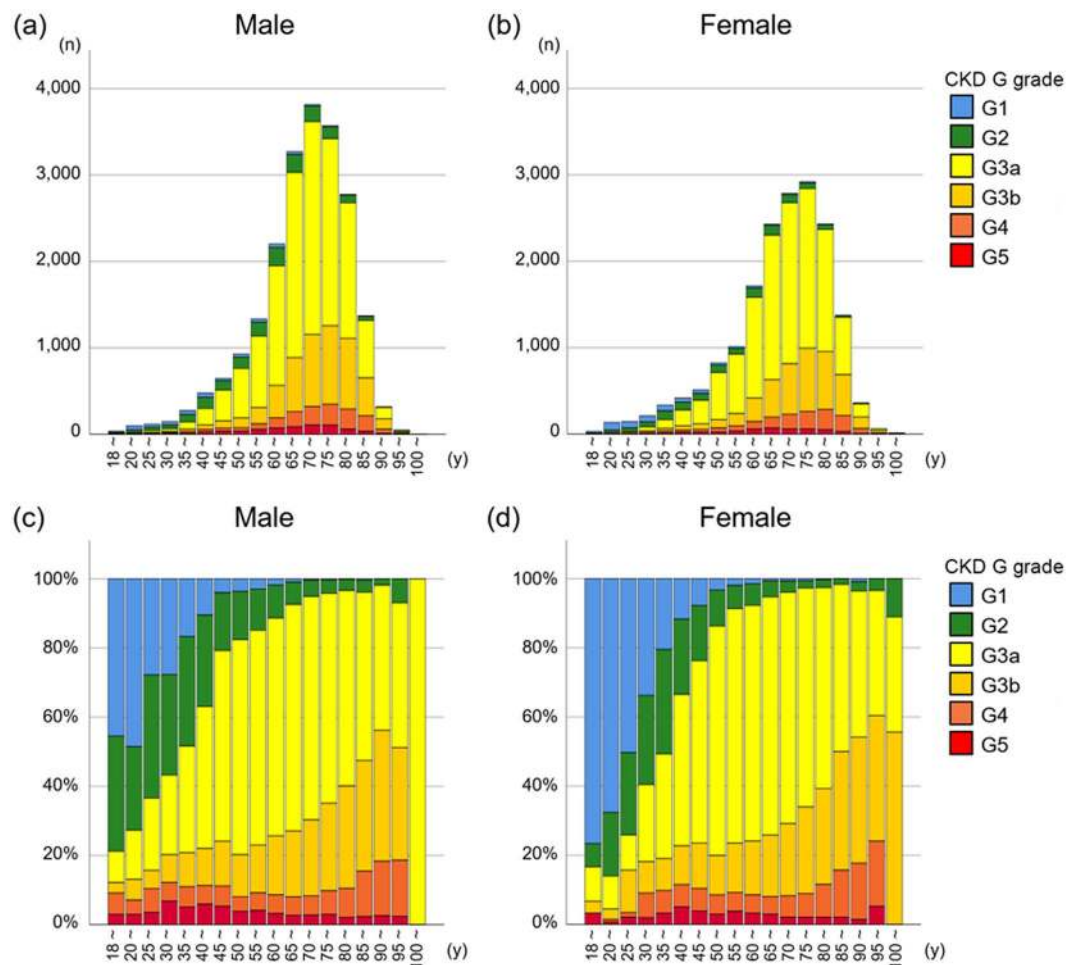 (a) Male
(n)
4,000
3,000
2,000
1,000
0
18~ 20~ 25~ 30~ 35~ 40~ 45~ 50~ 55~ 60~ 65~ 70~ 75~ 80~ 85~ 90~ 95~ 100~ (y)
(b) Female
(n)
4,000
3,000
2,000
1,000
0
18~ 20~ 25~ 30~ 35~ 40~ 45~ 50~ 55~ 60~ 65~ 70~ 75~ 80~ 85~ 90~ 95~ 100~ (y)
CKD G grade
G1
G2
G3a
G3b
G4
G5
(c) Male
100%
80%
60%
40%
20%
0%
18~ 20~ 25~ 30~ 35~ 40~ 45~ 50~ 55~ 60~ 65~ 70~ 75~ 80~ 85~ 90~ 95~ 100~ (y)
(d) Female
100%
80%
60%
40%
20%
0%
18~ 20~ 25~ 30~ 35~ 40~ 45~ 50~ 55~ 60~ 65~ 70~ 75~ 80~ 85~ 90~ 95~ 100~ (y)
CKD G grade
G1
G2
G3a
G3b
G4
G5